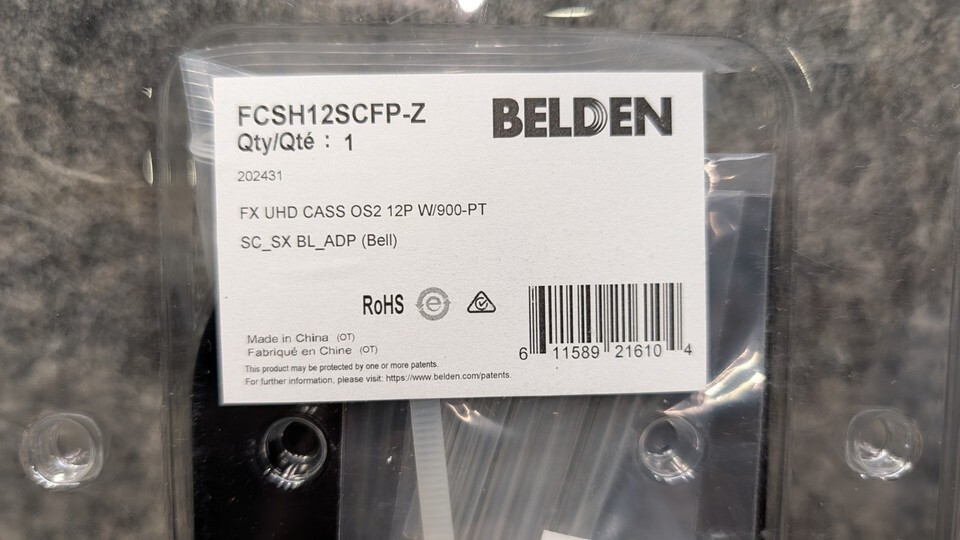 FCSH12SCFP-Z
BELDEN
Qty/Qté : 1
202431
FX UHD CASS OS2 12P W/900-PT
SC_SX BL_ADP (Bell)
RoHS e
Made in China (OT)
Fabriqué en Chine (OT)
This product may be protected by one or more patents.
For further information, please visit: https://www.belden.com/patents.
6 11589 21610 4